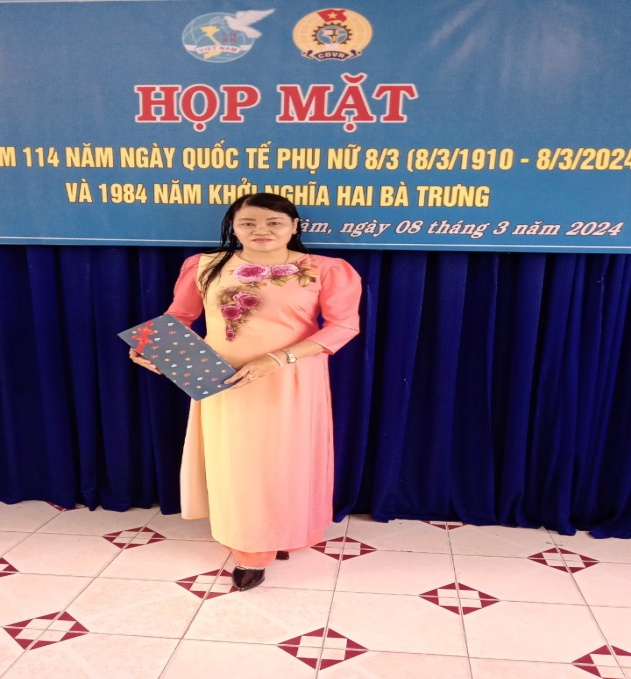 VIỆT NAM
CĐVN
HỌP MẶT
M 114 NĂM NGÀY QUỐC TẾ PHỤ NỮ 8/3 (8/3/1910 - 8/3/2024
VÀ 1984 NĂM KHỞI NGHĨA HAI BÀ TRƯNG
àm, ngày 08 tháng 3 năm 2024